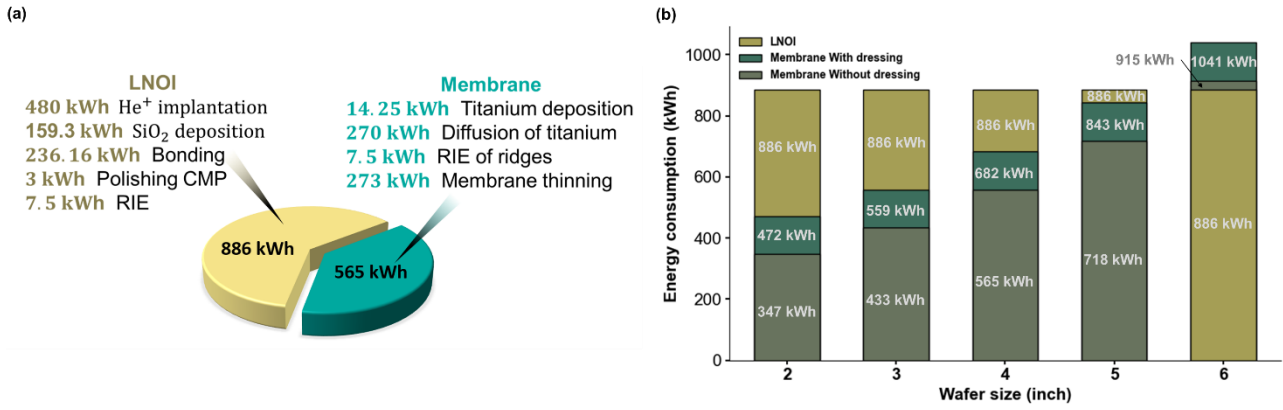 (a)
LNOI
480 kWh He⁺ implantation
159.3 kWh SiO₂ deposition
236.16 kWh Bonding
3 kWh Polishing CMP
7.5 kWh RIE
Membrane
14.25 kWh Titanium deposition
270 kWh Diffusion of titanium
7.5 kWh RIE of ridges
273 kWh Membrane thinning
886 kWh
565 kWh
(b)
Energy consumption (kWh)
1000
800
600
400
200
0
LNOI
Membrane With dressing
Membrane Without dressing
886 kWh
472 kWh
347 kWh
886 kWh
559 kWh
433 kWh
886 kWh
682 kWh
565 kWh
886 kWh
843 kWh
718 kWh
915 kWh
1041 kWh
886 kWh
2
3
4
5
6
Wafer size (inch)